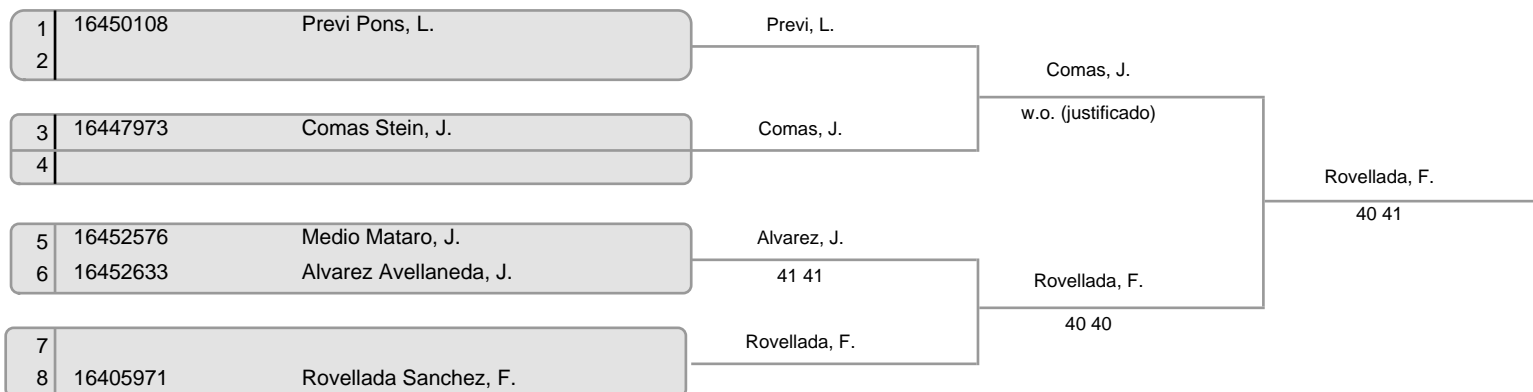 1 16450108 Previ Pons, L.
2
Previ, L.
3 16447973 Comas Stein, J.
4
Comas, J.
Comas, J.
w.o. (justificado)
5 16452576 Medio Mataro, J.
6 16452633 Alvarez Avellaneda, J.
Alvarez, J.
41 41
7
8 16405971 Rovellada Sanchez, F.
Rovellada, F.
Rovellada, F.
40 40
Rovellada, F.
40 41